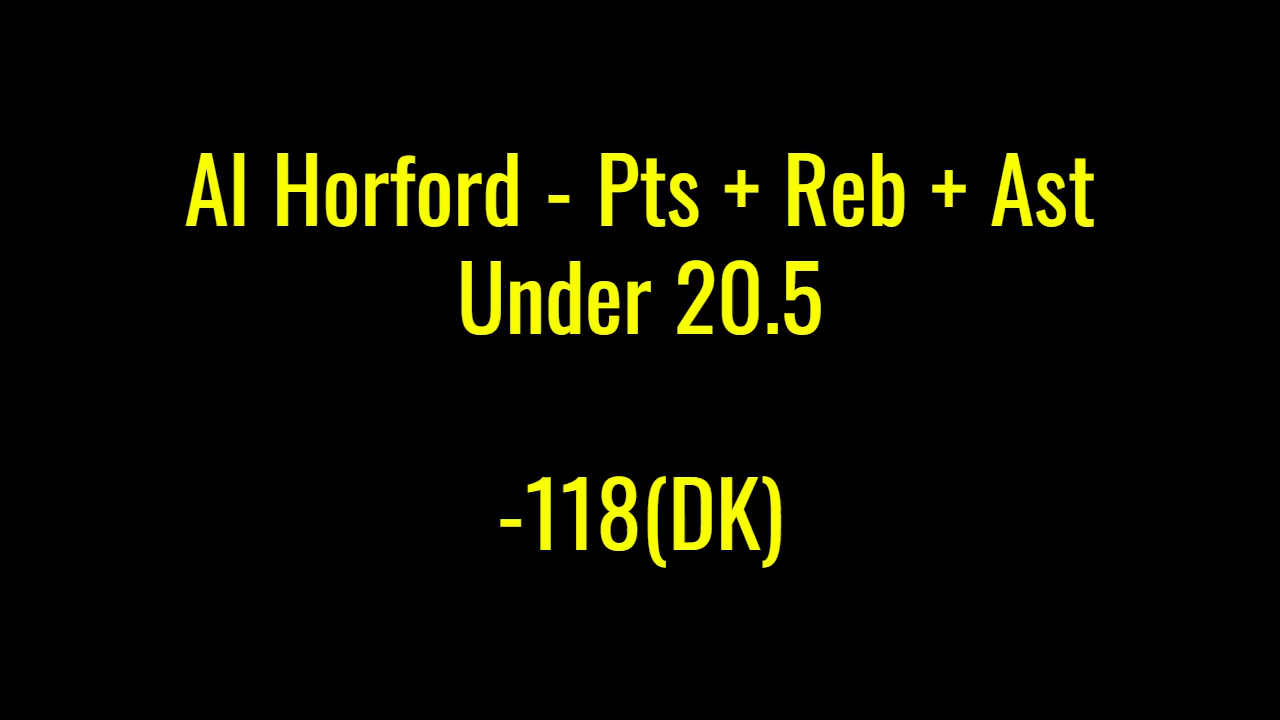 Al Horford - Pts + Reb + Ast
Under 20.5
-118(DK)